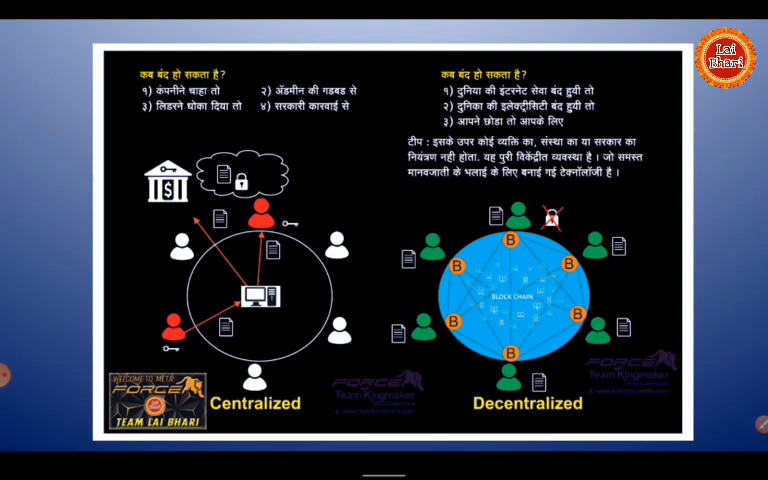 Lai
Bhari
कब बंद हो सकता है?
१) कंपनीने चाहा तो २) ॲडमीन की गडबड से
३) लिडरने धोका दिया तो ४) सरकारी कारवाई से
कब बंद हो सकता है?
१) दुनिया की इंटरनेट सेवा बंद हुयी तो
२) दुनिका की इलेक्ट्रीसिटी बंद हुयी तो
३) आपने छोडा तो आपके लिए
टीप : इसके उपर कोई व्यक्ति का, संस्था का या सरकार का
नियंत्रण नही होता. यह पुरी विकेंद्रीत व्यवस्था है । जो समस्त
मानवजाती के भलाई के लिए बनाई गई टेक्नॉलॉजी है ।
$
B
B
B
BLOCK CHAIN
B
B
B
WELCOME TO META
FORCE
TEAM LAI BHARI
Centralized
FORCE
Team Kingmaker
Decentralized
FORCE
Team Kingmaker